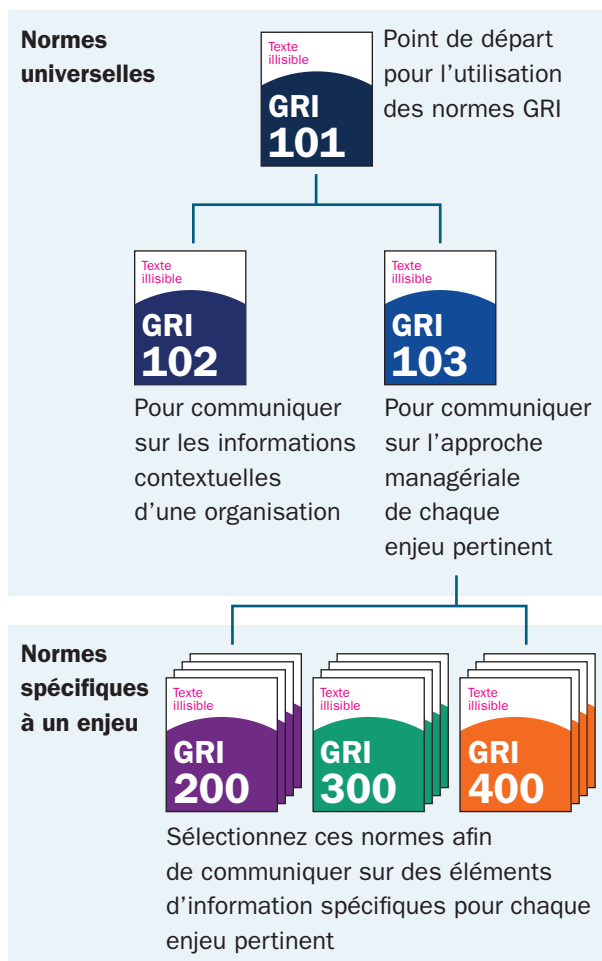 Normes
universelles
Texte
illisible
GRI
101
Point de départ
pour l’utilisation
des normes GRI
Texte
illisible
GRI
102
Pour communiquer
sur les informations
contextuelles
d’une organisation
Texte
illisible
GRI
103
Pour communiquer
sur l’approche
managériale
de chaque
enjeu pertinent
Normes
spécifiques
à un enjeu
Texte
illisible
GRI
200
Texte
illisible
GRI
300
Texte
illisible
GRI
400
Sélectionnez ces normes afin
de communiquer sur des éléments
d’information spécifiques pour chaque
enjeu pertinent